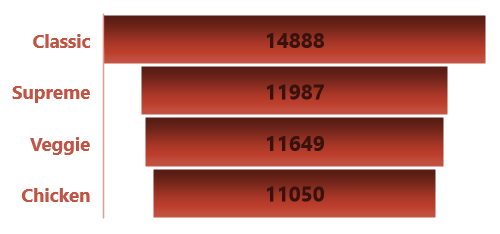 Classic 14888
Supreme 11987
Veggie 11649
Chicken 11050